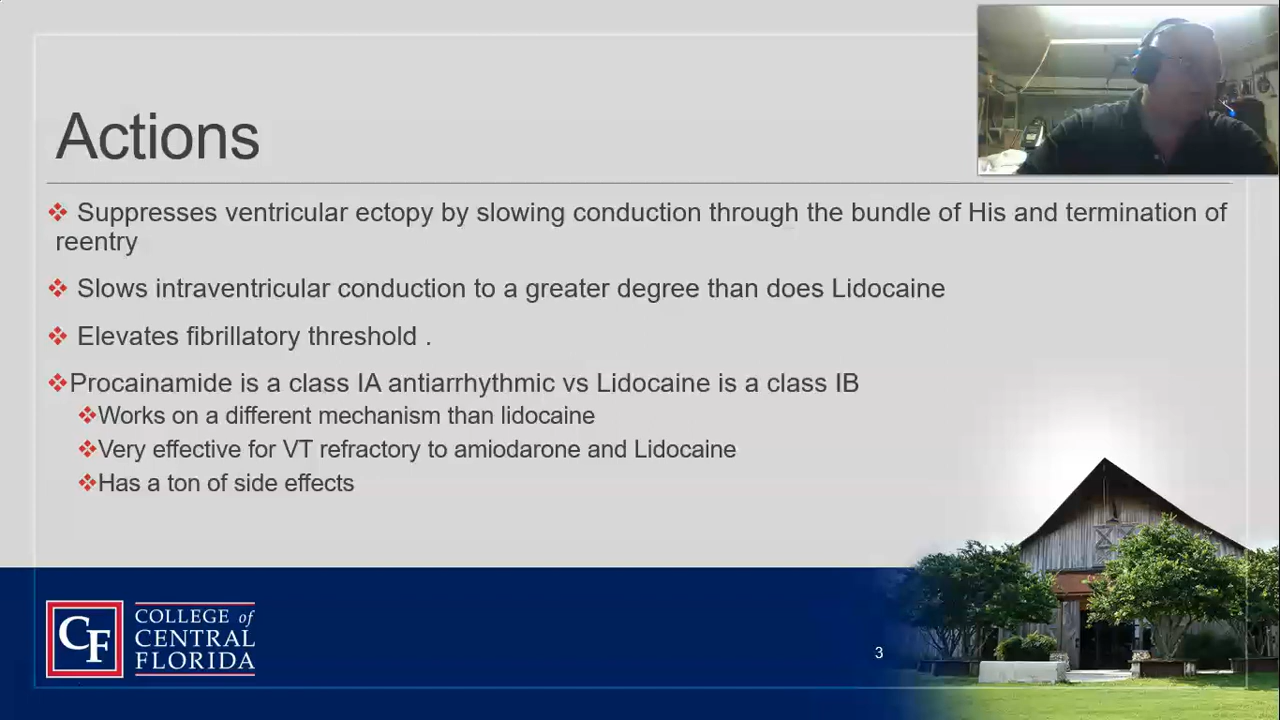 Actions
❖ Suppresses ventricular ectopy by slowing conduction through the bundle of His and termination of
reentry
❖ Slows intraventricular conduction to a greater degree than does Lidocaine
❖ Elevates fibrillatory threshold .
❖Procainamide is a class IA antiarrhythmic vs Lidocaine is a class IB
❖Works on a different mechanism than lidocaine
❖Very effective for VT refractory to amiodarone and Lidocaine
❖Has a ton of side effects
CF
COLLEGE of
CENTRAL
FLORIDA
3